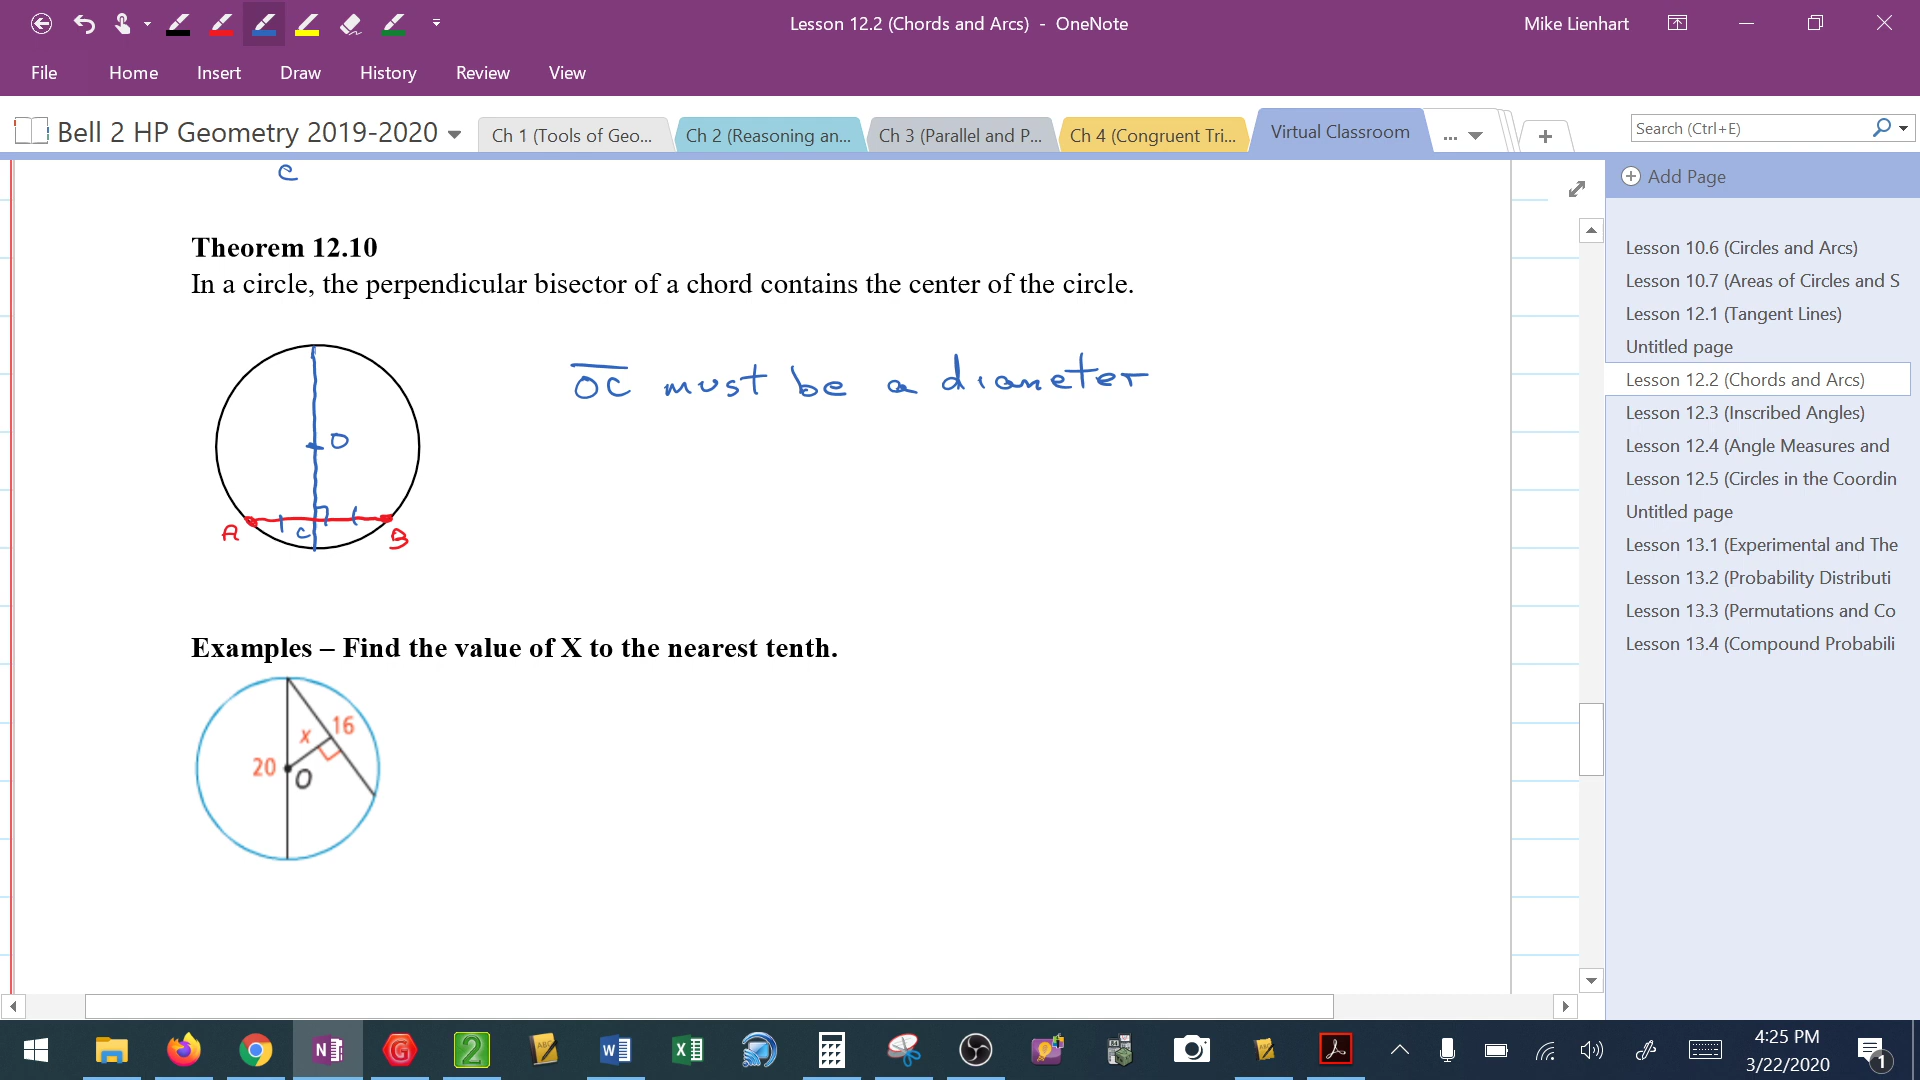 Lesson 12.2 (Chords and Arcs) - OneNote
Mike Lienhart
File Home Insert Draw History Review View
Bell 2 HP Geometry 2019-2020
Ch 1 (Tools of Geo...
Ch 2 (Reasoning an...
Ch 3 (Parallel and P...
Ch 4 (Congruent Tri...
Virtual Classroom
...
Search (Ctrl+E)
Add Page
Lesson 10.6 (Circles and Arcs)
Lesson 10.7 (Areas of Circles and S
Lesson 12.1 (Tangent Lines)
Untitled page
Lesson 12.2 (Chords and Arcs)
Lesson 12.3 (Inscribed Angles)
Lesson 12.4 (Angle Measures and
Lesson 12.5 (Circles in the Coordin
Untitled page
Lesson 13.1 (Experimental and The
Lesson 13.2 (Probability Distributi
Lesson 13.3 (Permutations and Co
Lesson 13.4 (Compound Probabili
Theorem 12.10
In a circle, the perpendicular bisector of a chord contains the center of the circle.
OC must be a diameter
O
A C B
Examples – Find the value of X to the nearest tenth.
x 16
20 O
4:25 PM
3/22/2020
1